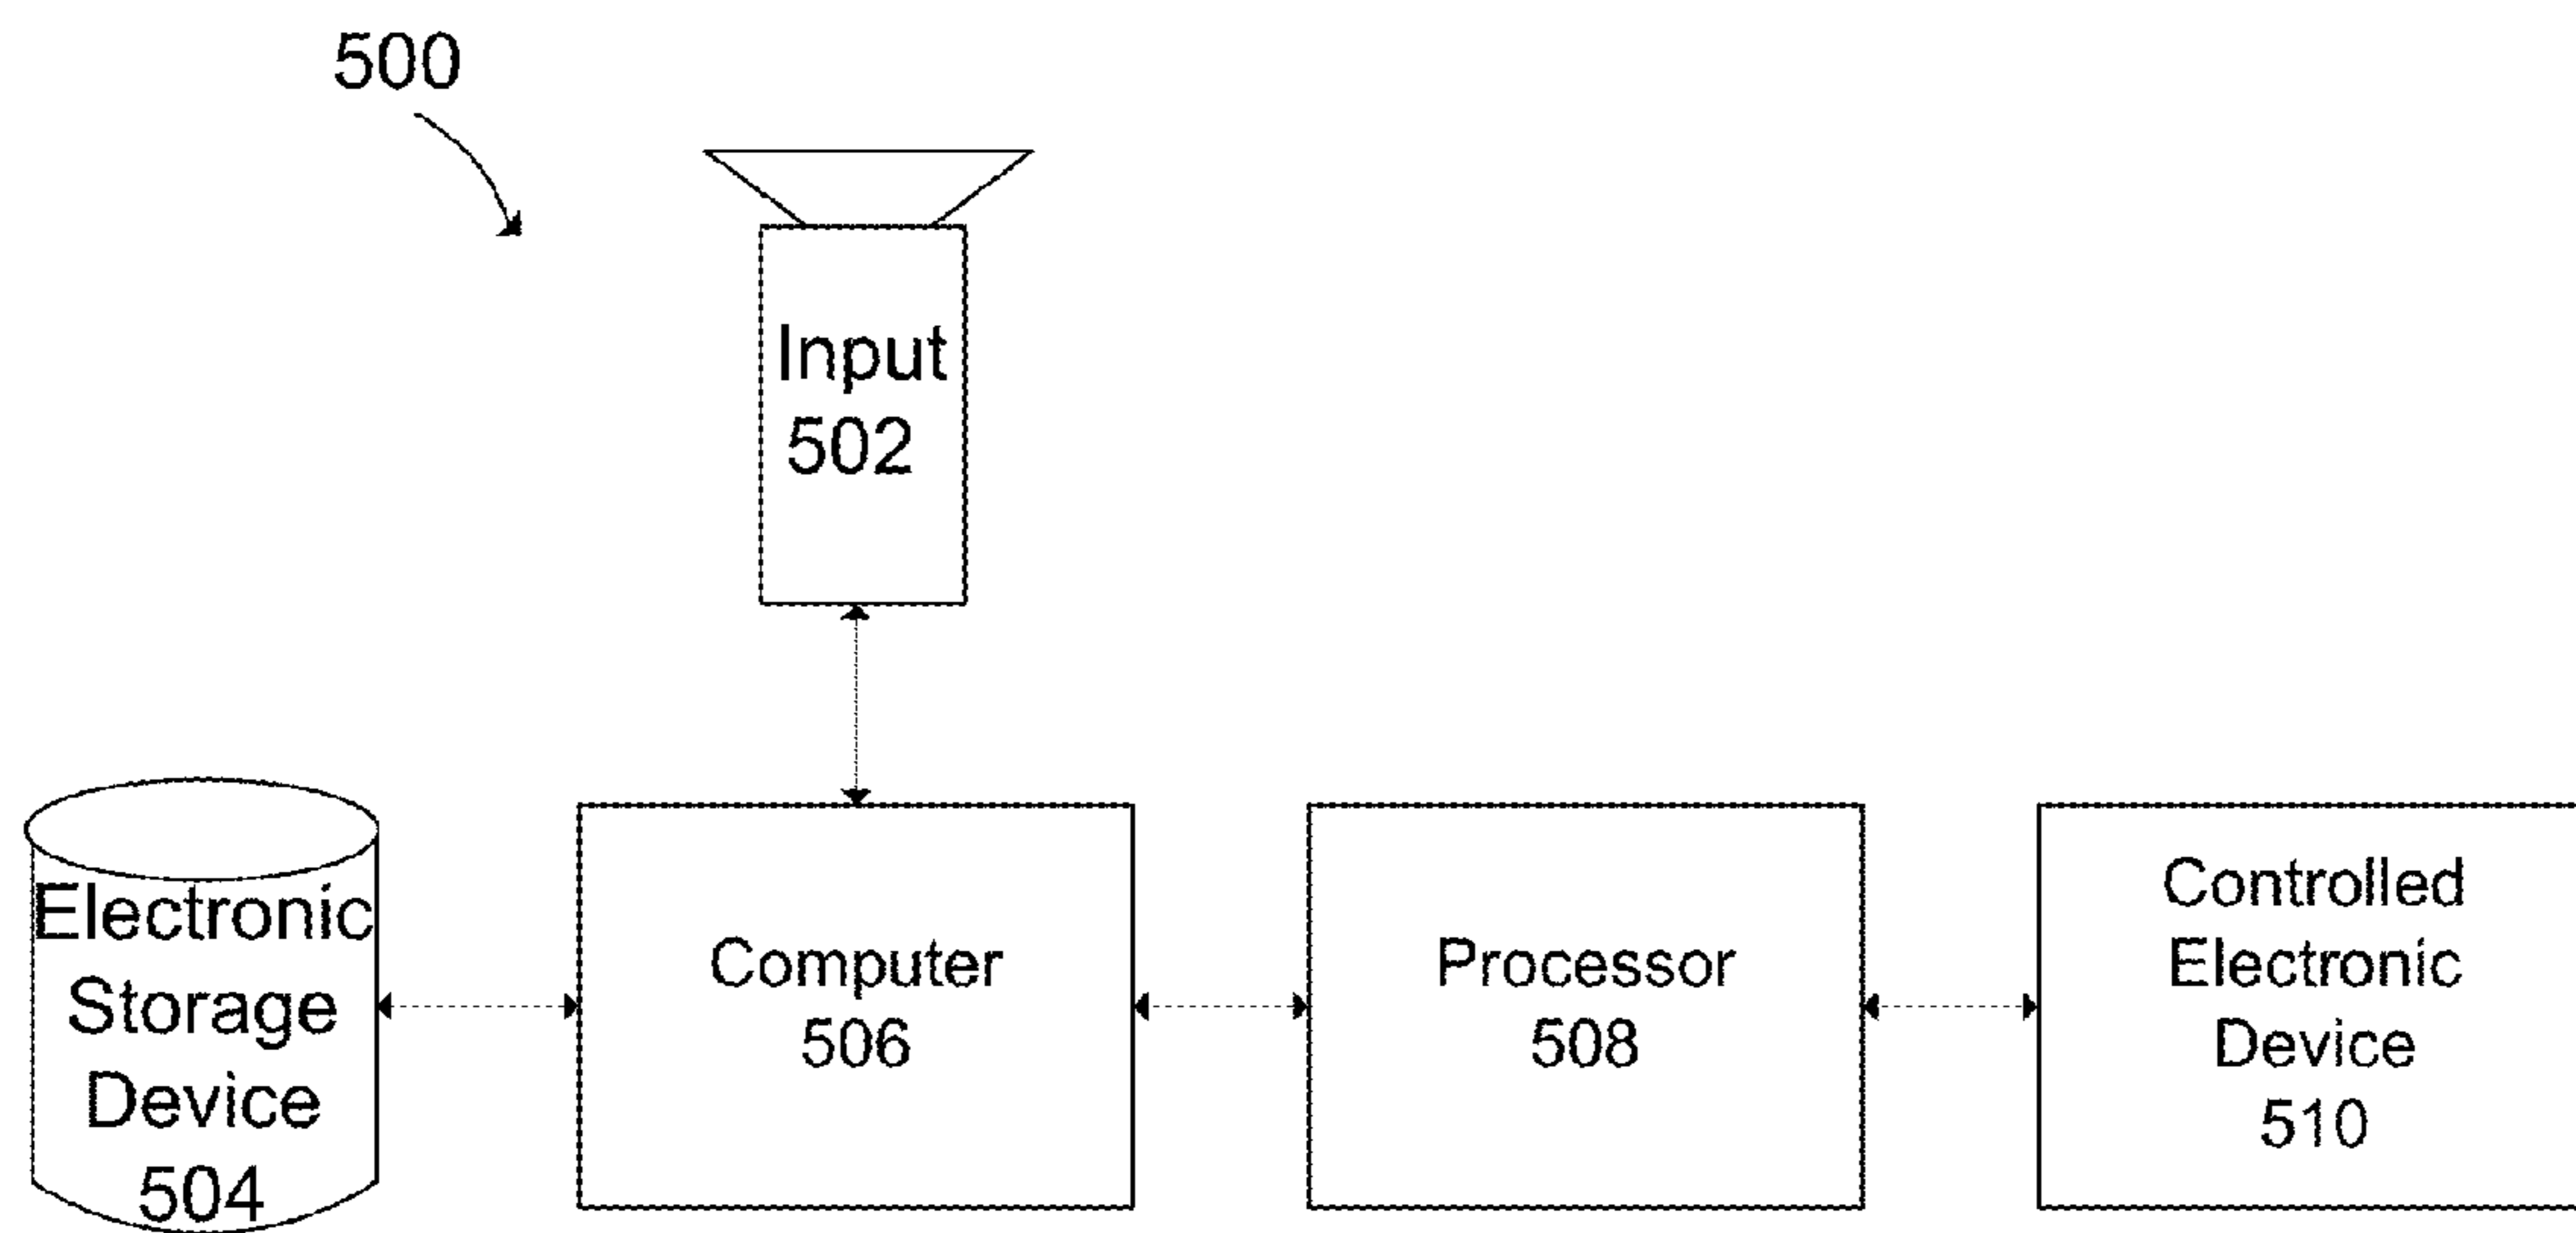 500
Input
502
Electronic
Storage
Device
504
Computer
506
Processor
508
Controlled
Electronic
Device
510